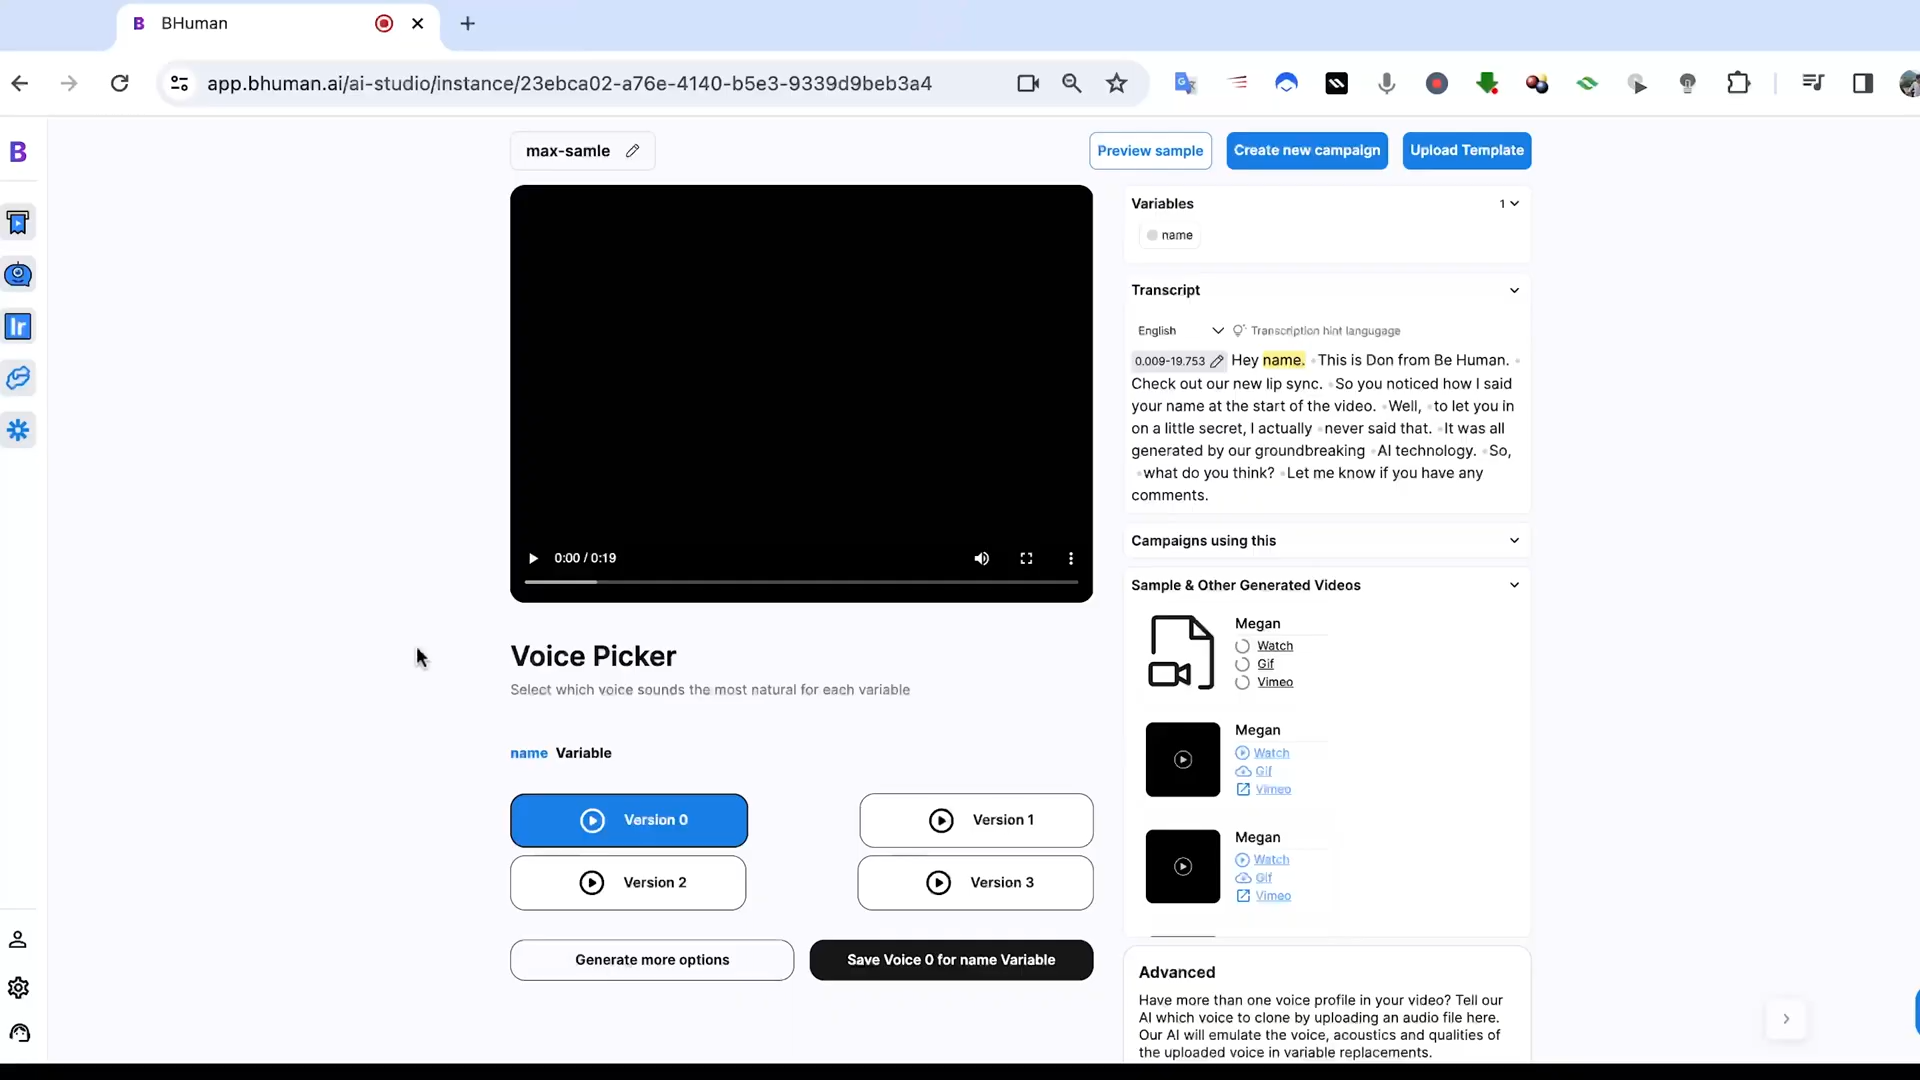 B BHuman
app.bhuman.ai/ai-studio/instance/23ebca02-a76e-4140-b5e3-9339d9beb3a4
B
Ir
max-samle
Preview sample
Create new campaign
Upload Template
0:00 / 0:19
Voice Picker
Select which voice sounds the most natural for each variable
name Variable
Version 0
Version 1
Version 2
Version 3
Generate more options
Save Voice 0 for name Variable
Variables
1
name
Transcript
English
Transcription hint langugage
0.009-19.753 Hey name. This is Don from Be Human.
Check out our new lip sync. So you noticed how I said
your name at the start of the video. Well, to let you in
on a little secret, I actually never said that. It was all
generated by our groundbreaking AI technology. So,
what do you think? Let me know if you have any
comments.
Campaigns using this
Sample & Other Generated Videos
Megan
Watch
Gif
Vimeo
Megan
Watch
Gif
Vimeo
Megan
Watch
Gif
Vimeo
Advanced
Have more than one voice profile in your video? Tell our
AI which voice to clone by uploading an audio file here.
Our AI will emulate the voice, acoustics and qualities of
the uploaded voice in variable replacements.